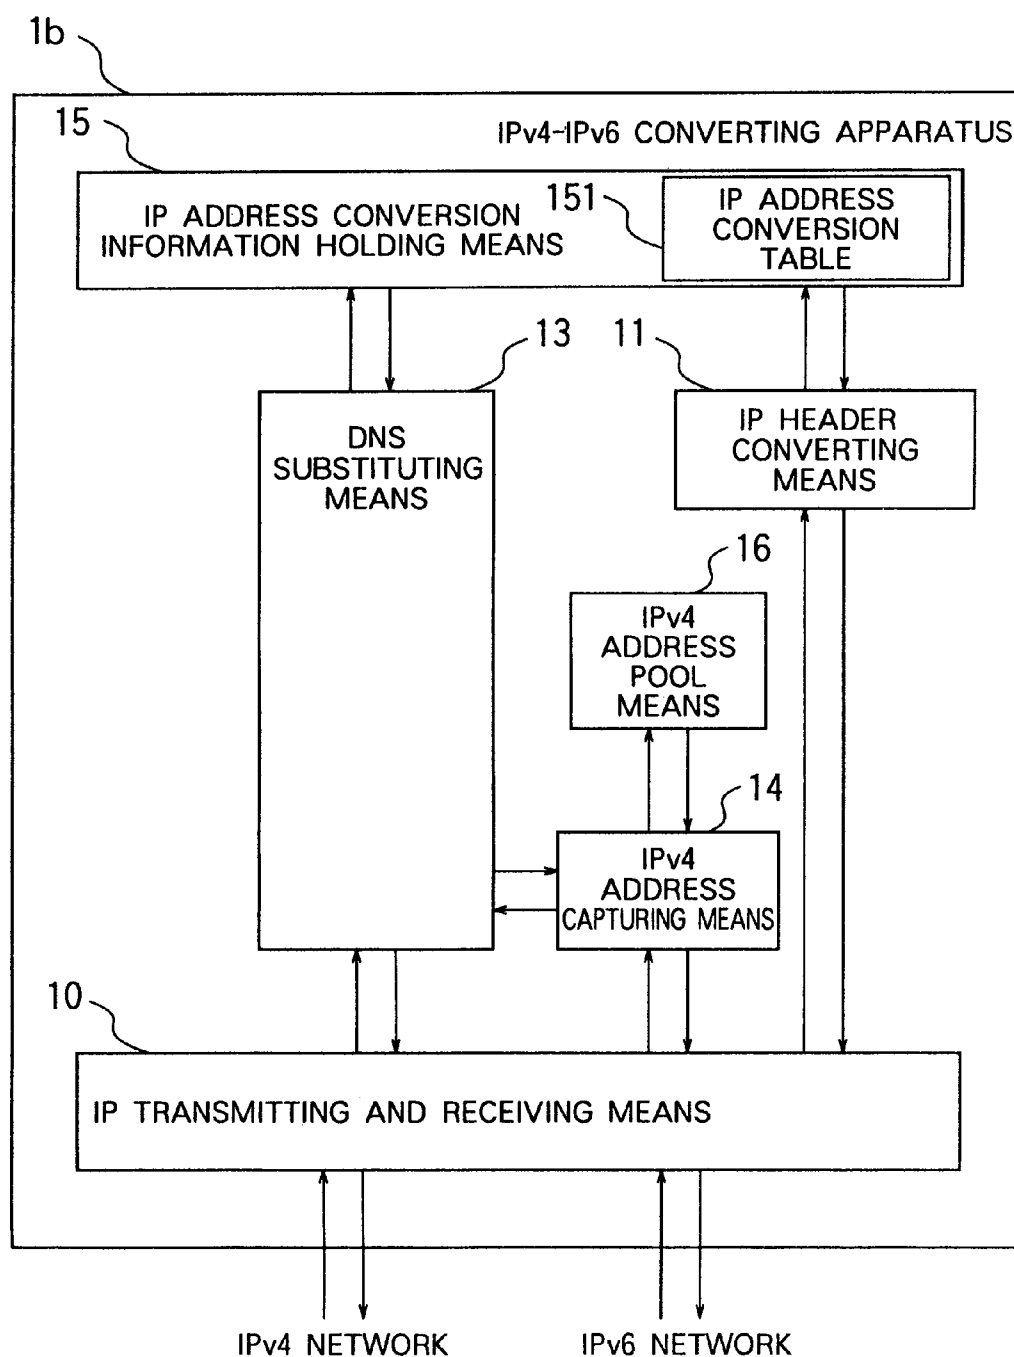 1b
15
IPv4-IPv6 CONVERTING APPARATUS
IP ADDRESS CONVERSION
INFORMATION HOLDING MEANS
151
IP ADDRESS
CONVERSION
TABLE
13
11
DNS
SUBSTITUTING
MEANS
IP HEADER
CONVERTING
MEANS
16
IPv4
ADDRESS
POOL
MEANS
14
IPv4
ADDRESS
CAPTURING MEANS
10
IP TRANSMITTING AND RECEIVING MEANS
IPv4 NETWORK
IPv6 NETWORK